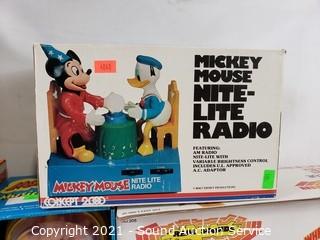 MICKEY
MOUSE
NITE-
LITE
RADIO
FEATURING:
AM RADIO
NITE-LITE WITH
VARIABLE BRIGHTNESS CONTROL
INCLUDES U.L. APPROVED
A.C. ADAPTOR
MICKEY MOUSE NITE LITE
RADIO
CONCEPT 2000
Copyright 2021 - Sound Auction Service